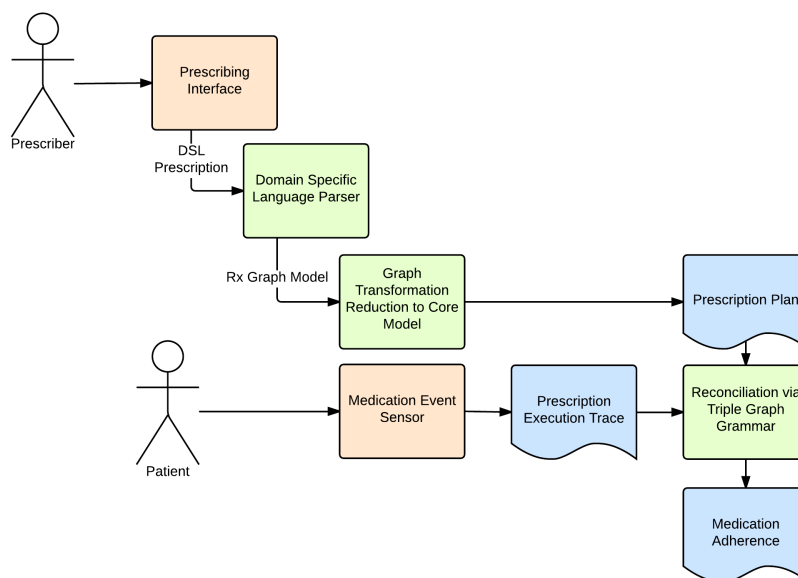 Prescribing
Interface
Prescriber
DSL
Prescription
Domain Specific
Language Parser
Rx Graph Model
Graph
Transformation
Reduction to Core
Model
Prescription Plan
Medication Event
Sensor
Prescription
Execution Trace
Reconciliation via
Triple Graph
Grammar
Patient
Medication
Adherence